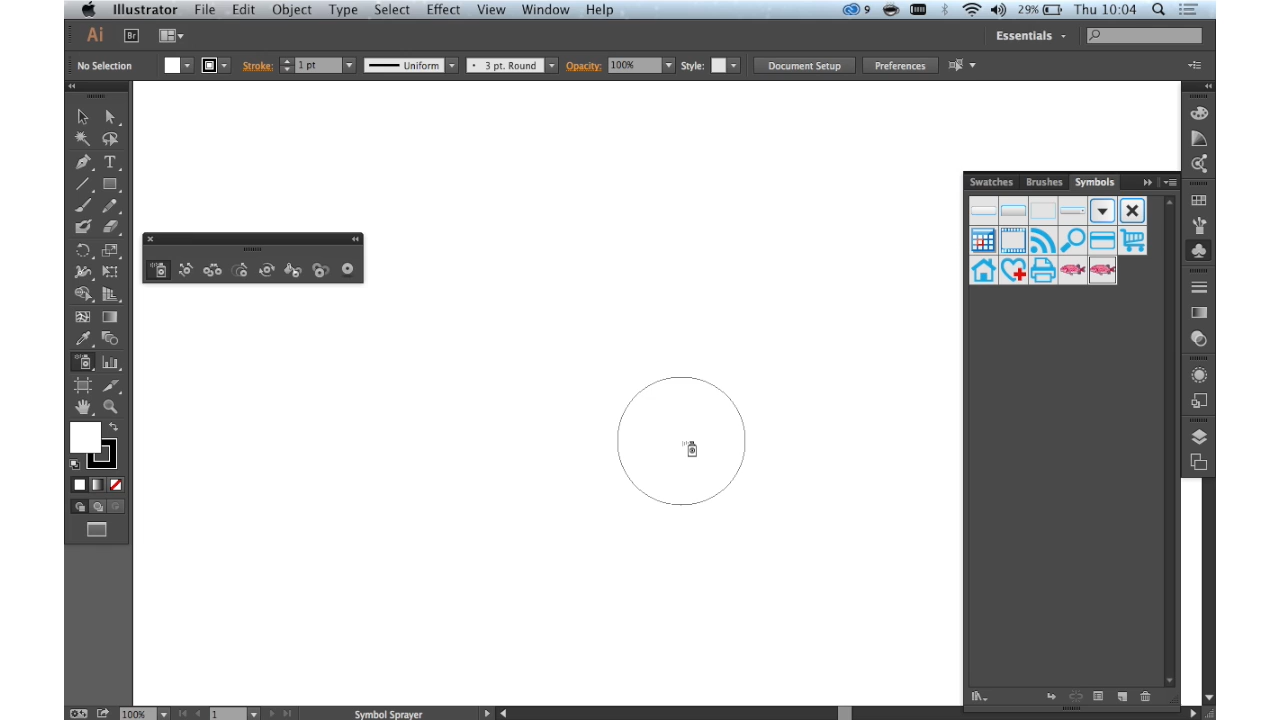 Illustrator File Edit Object Type Select Effect View Window Help 9 29% Thu 10:04
Ai Br Essentials
No Selection Stroke: 1 pt Uniform 3 pt. Round Opacity: 100% Style: Document Setup Preferences
Swatches Brushes Symbols
T
100% 1 Symbol Sprayer